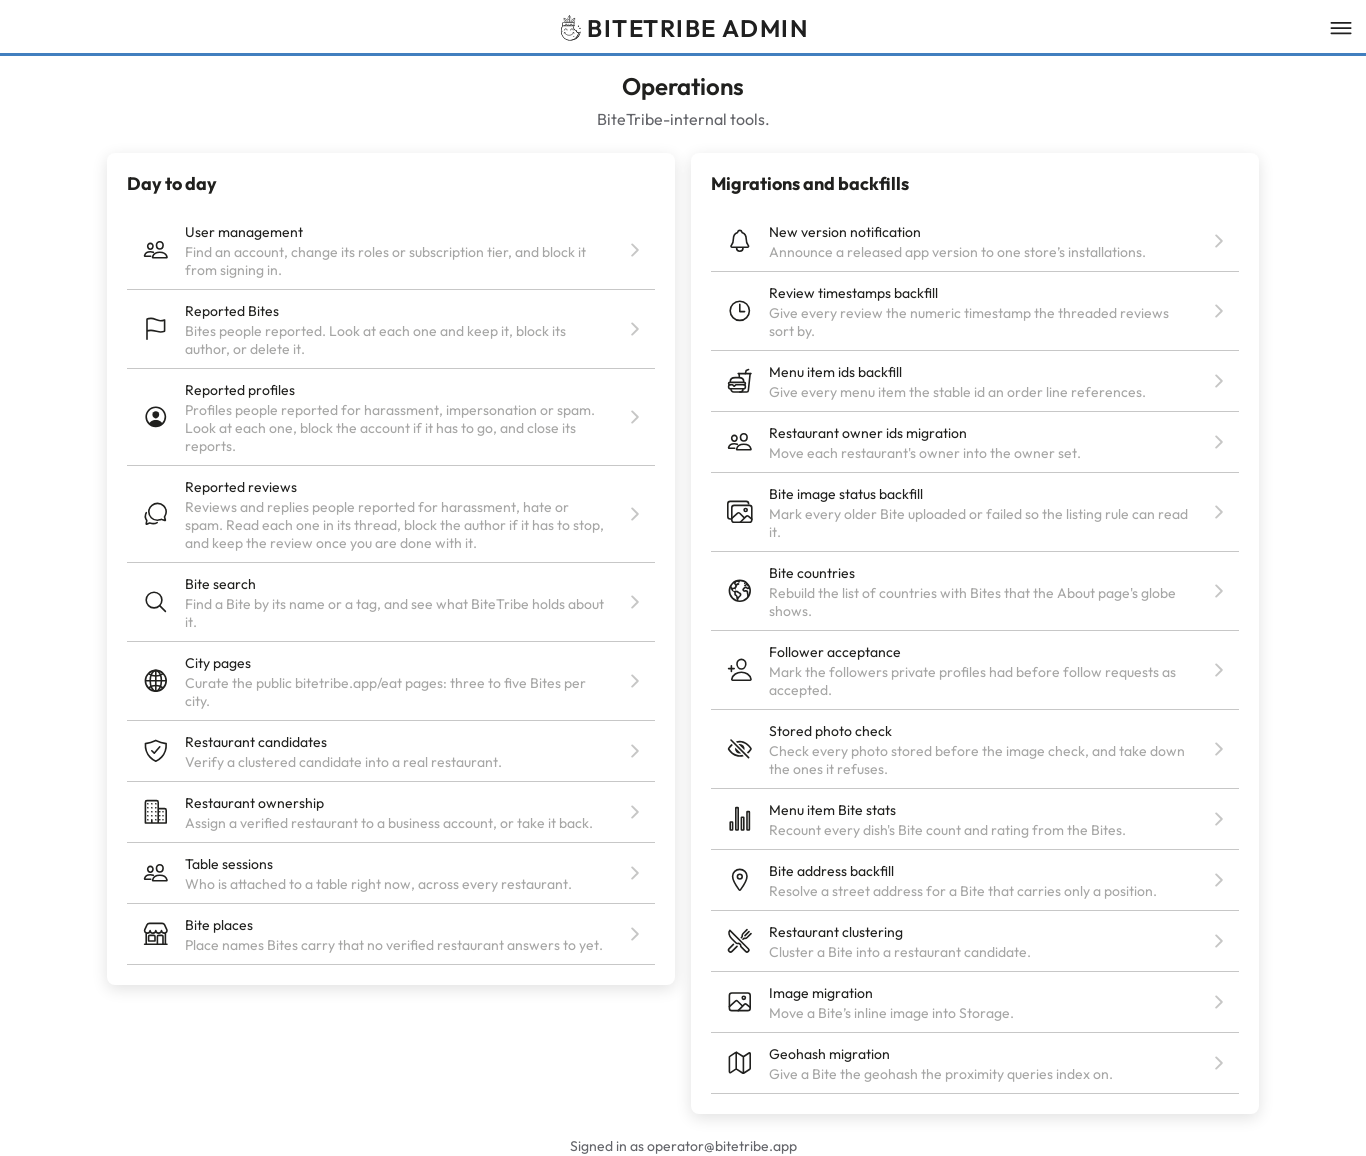 BITETRIBE ADMIN
Operations
BiteTribe-internal tools.
Day to day
User management
Find an account, change its roles or subscription tier, and block it
from signing in.
Reported Bites
Bites people reported. Look at each one and keep it, block its
author, or delete it.
Reported profiles
Profiles people reported for harassment, impersonation or spam.
Look at each one, block the account if it has to go, and close its
reports.
Reported reviews
Reviews and replies people reported for harassment, hate or
spam. Read each one in its thread, block the author if it has to stop,
and keep the review once you are done with it.
Bite search
Find a Bite by its name or a tag, and see what BiteTribe holds about
it.
City pages
Curate the public bitetribe.app/eat pages: three to five Bites per
city.
Restaurant candidates
Verify a clustered candidate into a real restaurant.
Restaurant ownership
Assign a verified restaurant to a business account, or take it back.
Table sessions
Who is attached to a table right now, across every restaurant.
Bite places
Place names Bites carry that no verified restaurant answers to yet.
Migrations and backfills
New version notification
Announce a released app version to one store's installations.
Review timestamps backfill
Give every review the numeric timestamp the threaded reviews
sort by.
Menu item ids backfill
Give every menu item the stable id an order line references.
Restaurant owner ids migration
Move each restaurant's owner into the owner set.
Bite image status backfill
Mark every older Bite uploaded or failed so the listing rule can read
it.
Bite countries
Rebuild the list of countries with Bites that the About page's globe
shows.
Follower acceptance
Mark the followers private profiles had before follow requests as
accepted.
Stored photo check
Check every photo stored before the image check, and take down
the ones it refuses.
Menu item Bite stats
Recount every dish's Bite count and rating from the Bites.
Bite address backfill
Resolve a street address for a Bite that carries only a position.
Restaurant clustering
Cluster a Bite into a restaurant candidate.
Image migration
Move a Bite's inline image into Storage.
Geohash migration
Give a Bite the geohash the proximity queries index on.
Signed in as operator@bitetribe.app